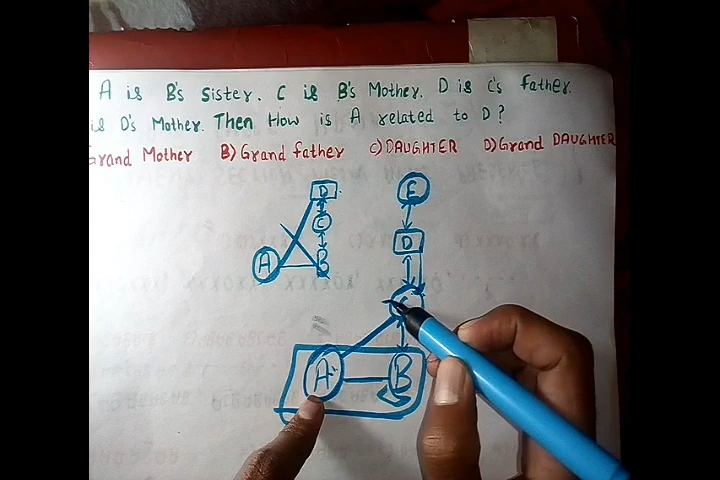 A is B's Sister. C is B's Mother. D is C's father.
is D's Mother. Then How is A related to D?
Grand Mother B) Grand father C) DAUGHTER D) Grand DAUGHTER
D
E
C
D
A
B
C
A
B